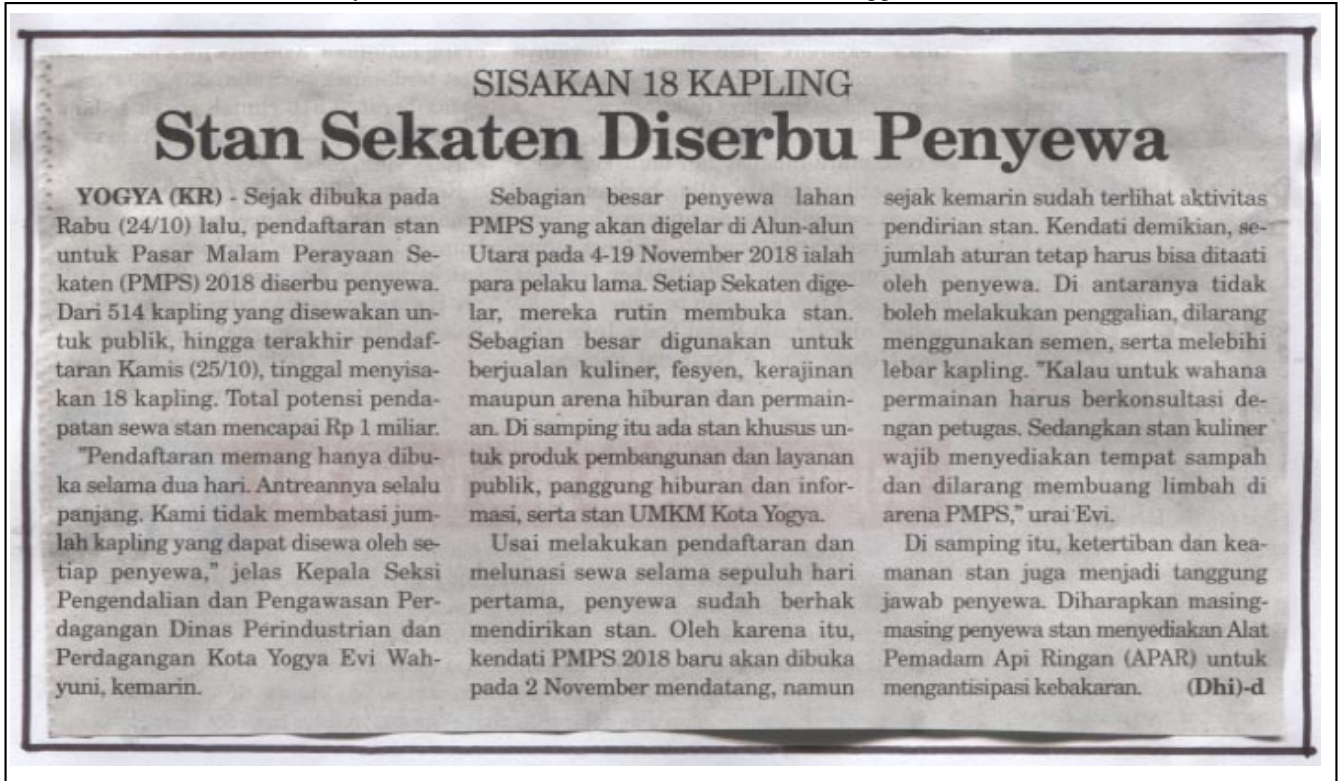 SISAKAN 18 KAPLING
Stan Sekaten Diserbu Penyewa
YOGYA (KR) - Sejak dibuka pada
Rabu (24/10) lalu, pendaftaran stan
untuk Pasar Malam Perayaan Se-
katen (PMPS) 2018 diserbu penyewa.
Dari 514 kapling yang disewakan un-
tuk publik, hingga terakhir pendaf-
taran Kamis (25/10), tinggal menyisa-
kan 18 kapling. Total potensi penda-
patan sewa stan mencapai Rp 1 miliar.
"Pendaftaran memang hanya dibu-
ka selama dua hari. Antreannya selalu
panjang. Kami tidak membatasi jum-
lah kapling yang dapat disewa oleh se-
tiap penyewa," jelas Kepala Seksi
Pengendalian dan Pengawasan Per-
dagangan Dinas Perindustrian dan
Perdagangan Kota Yogya Evi Wah-
yuni, kemarin.
Sebagian besar penyewa lahan
PMPS yang akan digelar di Alun-alun
Utara pada 4-19 November 2018 ialah
para pelaku lama. Setiap Sekaten dige-
lar, mereka rutin membuka stan.
Sebagian besar digunakan untuk
berjualan kuliner, fesyen, kerajinan
maupun arena hiburan dan permain-
an. Di samping itu ada stan khusus un-
tuk produk pembangunan dan layanan
publik, panggung hiburan dan infor-
masi, serta stan UMKM Kota Yogya.
Usai melakukan pendaftaran dan
melunasi sewa selama sepuluh hari
pertama, penyewa sudah berhak
mendirikan stan. Oleh karena itu,
kendati PMPS 2018 baru akan dibuka
pada 2 November mendatang, namun
sejak kemarin sudah terlihat aktivitas
pendirian stan. Kendati demikian, se-
jumlah aturan tetap harus bisa ditaati
oleh penyewa. Di antaranya tidak
boleh melakukan penggalian, dilarang
menggunakan semen, serta melebihi
lebar kapling. "Kalau untuk wahana
permainan harus berkonsultasi de-
ngan petugas. Sedangkan stan kuliner
wajib menyediakan tempat sampah
dan dilarang membuang limbah di
arena PMPS," urai Evi.
Di samping itu, ketertiban dan kea-
manan stan juga menjadi tanggung
jawab penyewa. Diharapkan masing-
masing penyewa stan menyediakan Alat
Pemadam Api Ringan (APAR) untuk
mengantisipasi kebakaran. (Dhi)-d